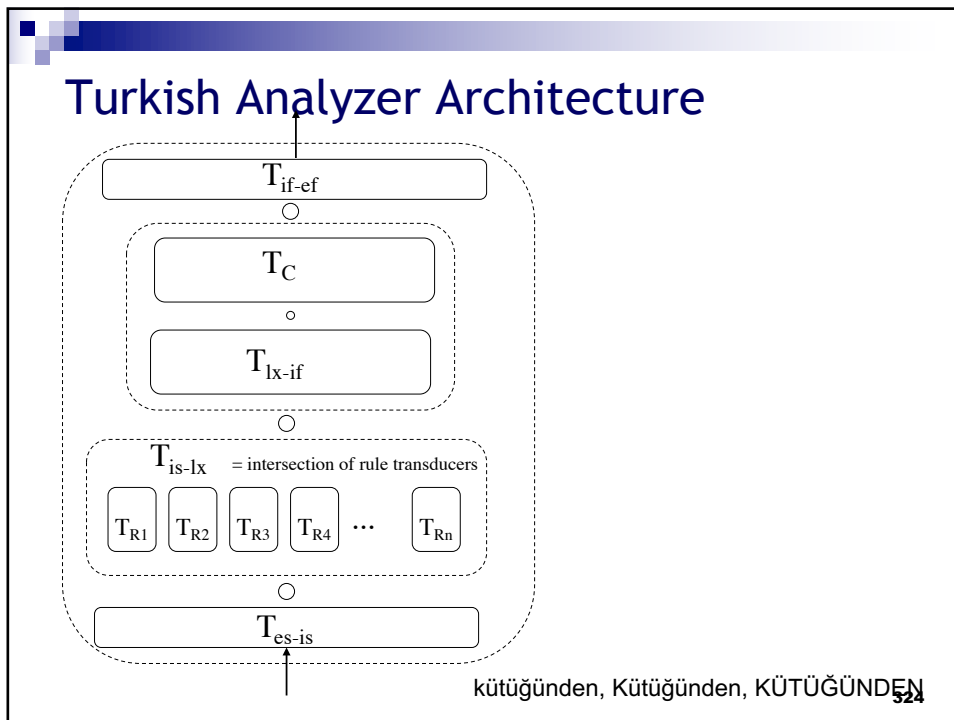 Turkish Analyzer Architecture
Tif-ef
TC
Tlx-if
Tis-lx = intersection of rule transducers
TR1 TR2 TR3 TR4 ... TRn
Tes-is
kütüğünden, Kütüğünden, KÜTÜĞÜNDEN
324